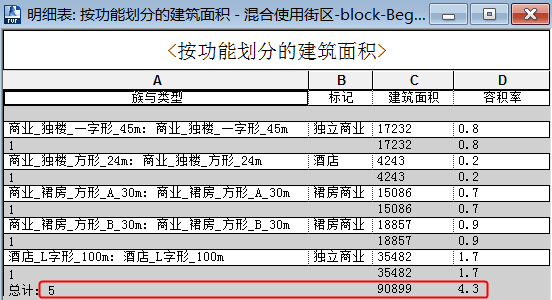 明细表: 按功能划分的建筑面积 - 混合使用街区-block-Beg...
<按功能划分的建筑面积>
A B C D
族与类型 标记 建筑面积 容积率
商业_独楼_一字形_45m: 商业_独楼_一字形_45m 独立商业 17232 0.8
1 17232 0.8
商业_独楼_方形_24m: 商业_独楼_方形_24m 酒店 4243 0.2
1 4243 0.2
商业_裙房_方形_A_30m: 商业_裙房_方形_A_30m 裙房商业 15086 0.7
1 15086 0.7
商业_裙房_方形_B_30m: 商业_裙房_方形_B_30m 裙房商业 18857 0.9
1 18857 0.9
酒店_L字形_100m: 酒店_L字形_100m 独立商业 35482 1.7
1 35482 1.7
总计: 5 90899 4.3